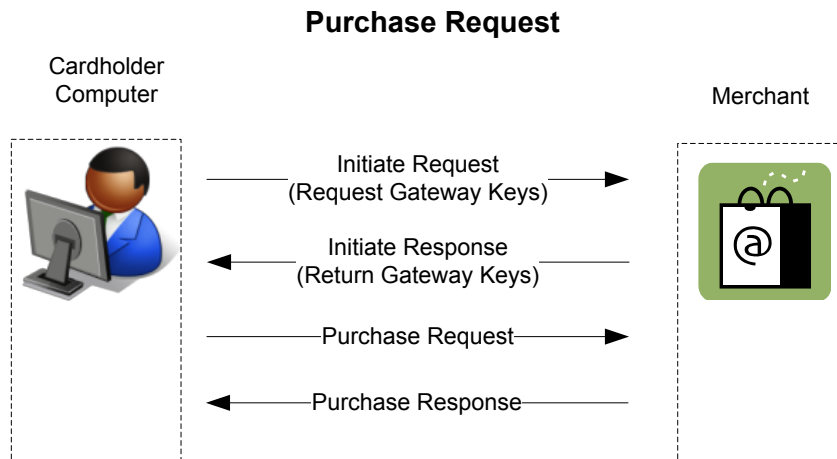 Purchase Request
Cardholder
Computer
Merchant
Initiate Request
(Request Gateway Keys)
@
Initiate Response
(Return Gateway Keys)
Purchase Request
Purchase Response